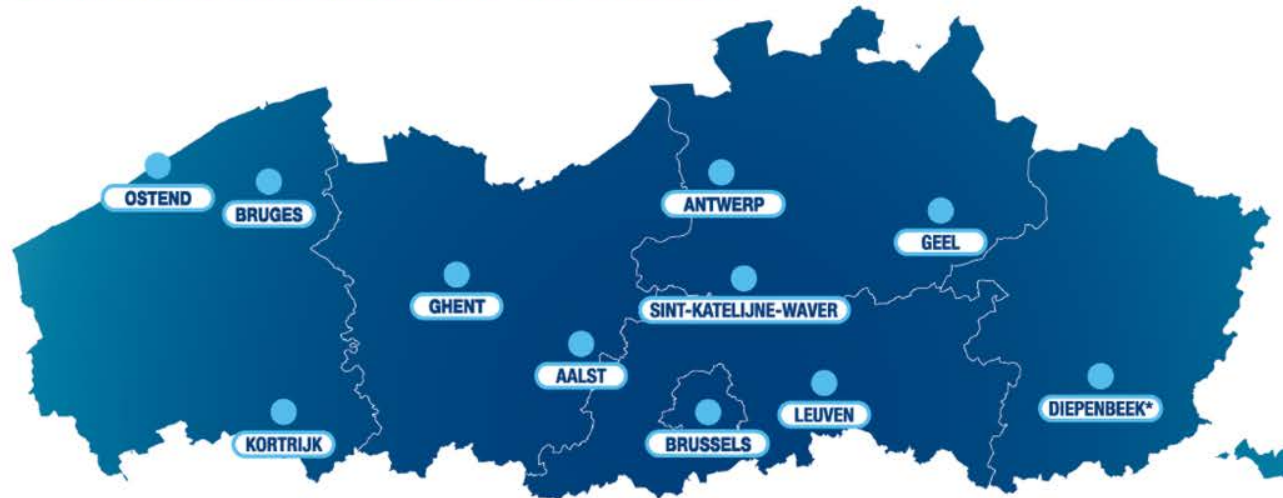 OSTEND
BRUGES
ANTWERP
GEEL
GHENT
SINT-KATELIJNE-WAVER
AALST
LEUVEN
DIEPENBEEK*
KORTRIJK
BRUSSELS